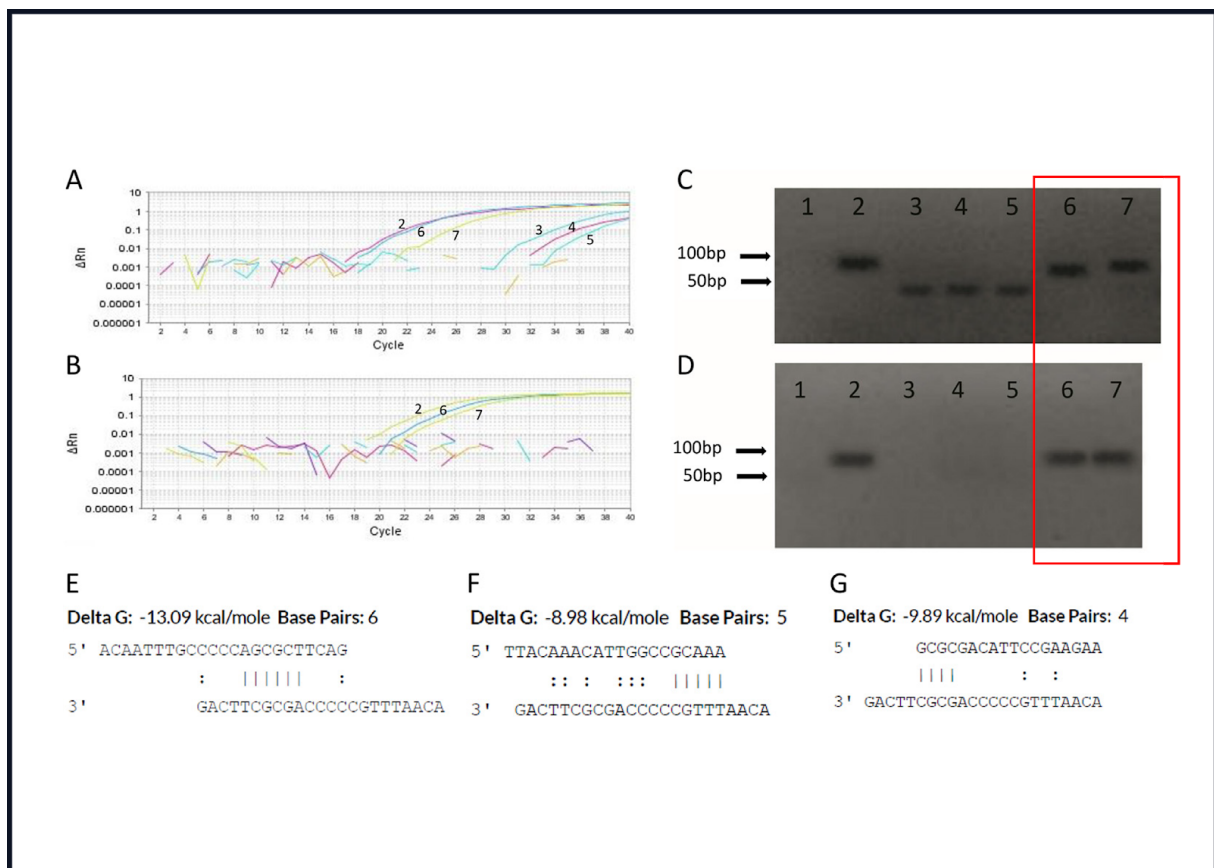 A
10
1
0.1
0.01
0.001
0.0001
0.00001
0.000001
ΔRn
2 6 7 3 4 5
2 4 6 8 10 12 14 16 18 20 22 24 26 28 30 32 34 36 38 40
Cycle
B
10
1
0.1
0.01
0.001
0.0001
0.00001
0.000001
ΔRn
2 6 7
2 4 6 8 10 12 14 16 18 20 22 24 26 28 30 32 34 36 38 40
Cycle
C
1 2 3 4 5 6 7
100bp
50bp
D
1 2 3 4 5 6 7
100bp
50bp
E
Delta G: -13.09 kcal/mole Base Pairs: 6
5' ACAATTTGCCCCCAGCGCTTCAG
: |||||| :
3' GACTTCGCGACCCCCGTTTAACA
F
Delta G: -8.98 kcal/mole Base Pairs: 5
5' TTACAAACATTGGCCGCAAA
:: : ::: |||||
3' GACTTCGCGACCCCCGTTTAACA
G
Delta G: -9.89 kcal/mole Base Pairs: 4
5' GCGCGACATTCCGAAGAA
|||| : :
3' GACTTCGCGACCCCCGTTTAACA